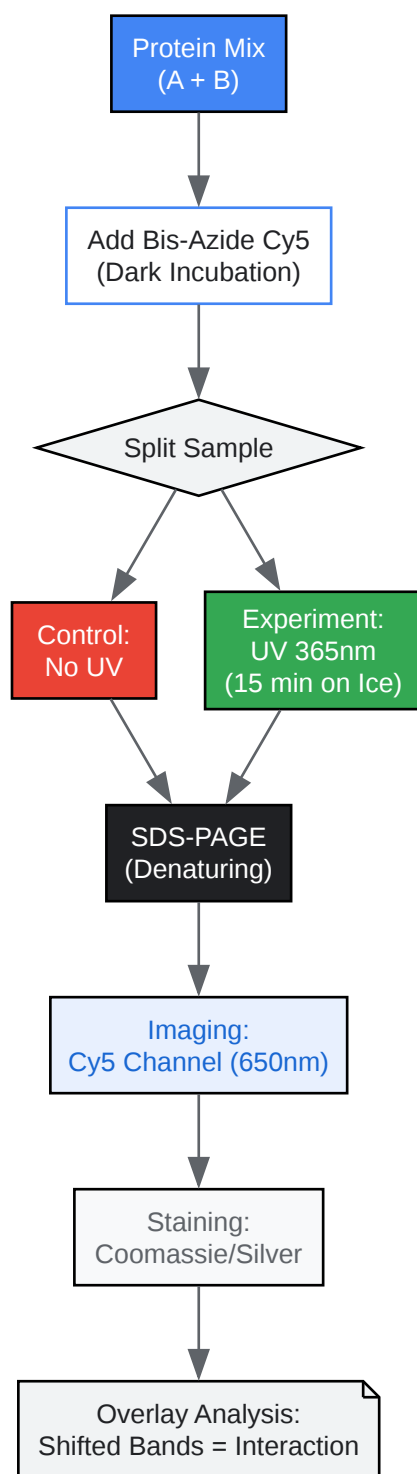 Protein Mix
(A + B)
Add Bis-Azide Cy5
(Dark Incubation)
Split Sample
Control:
No UV
Experiment:
UV 365nm
(15 min on Ice)
SDS-PAGE
(Denaturing)
Imaging:
Cy5 Channel (650nm)
Staining:
Coomassie/Silver
Overlay Analysis:
Shifted Bands = Interaction